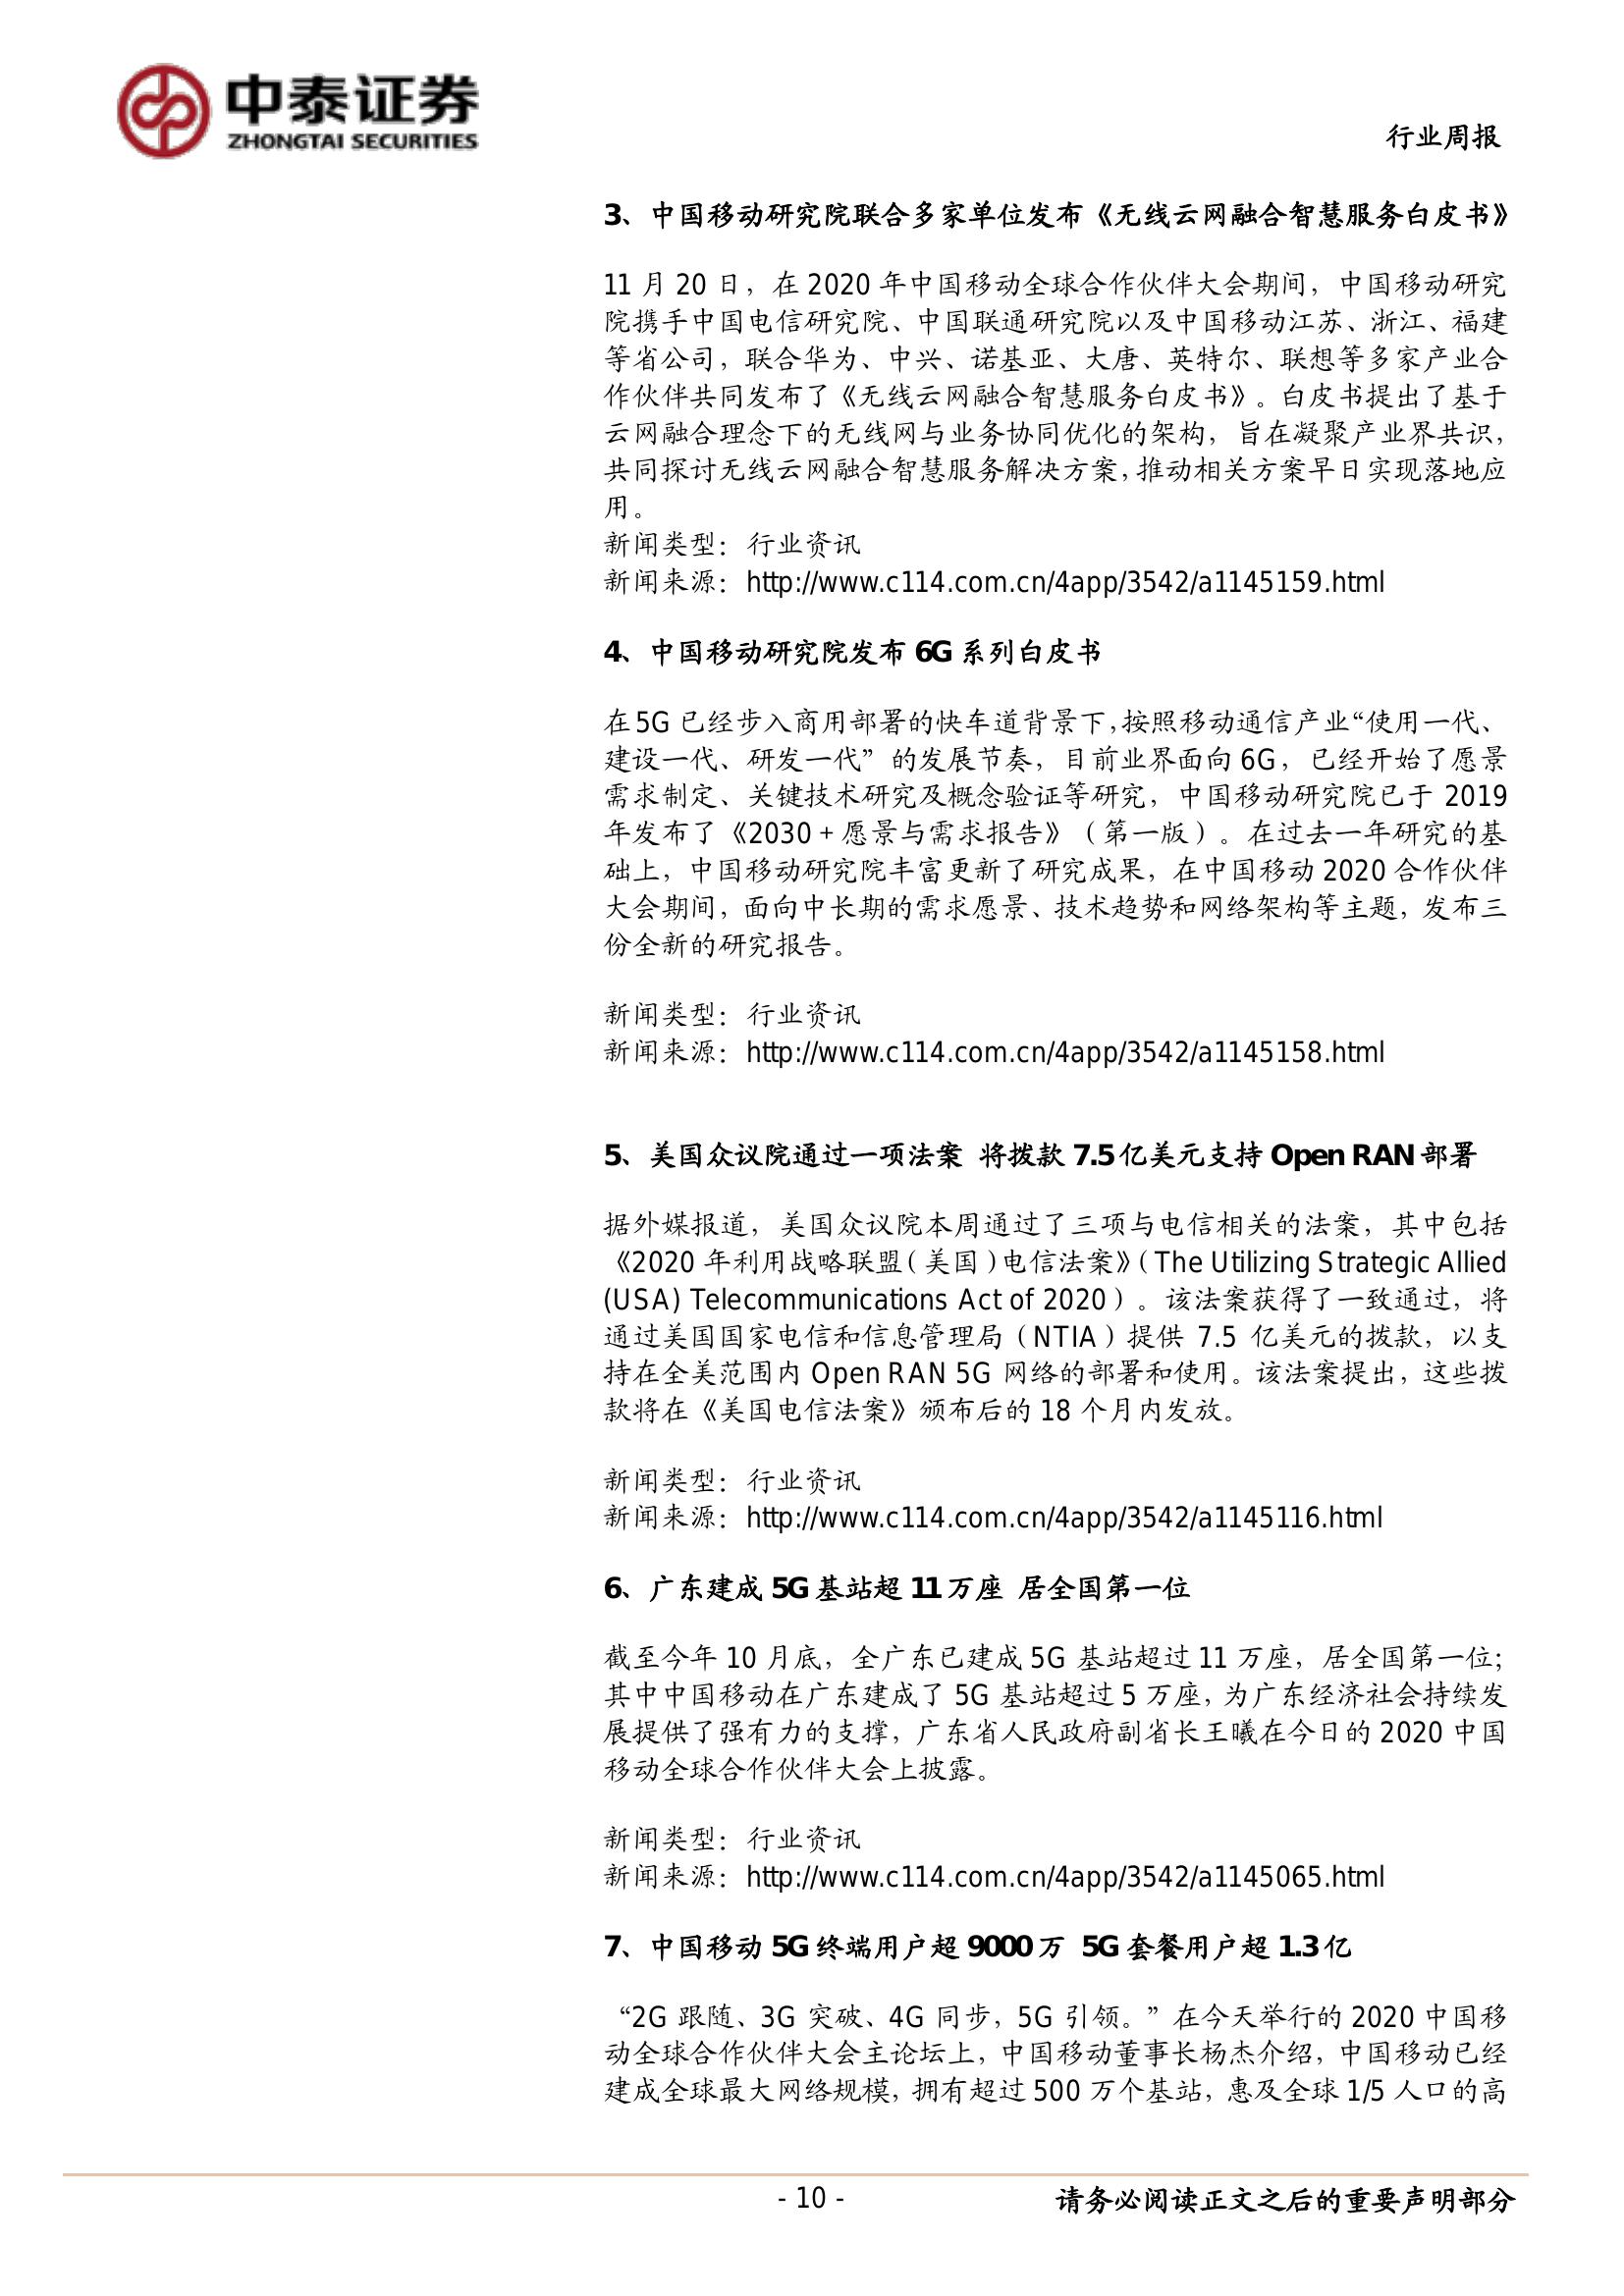 中泰证券
ZHONGTAI SECURITIES
行业周报
3、中国移动研究院联合多家单位发布《无线云网融合智慧服务白皮书》
11 月 20 日，在 2020 年中国移动全球合作伙伴大会期间，中国移动研究
院携手中国电信研究院、中国联通研究院以及中国移动江苏、浙江、福建
等省公司，联合华为、中兴、诺基亚、大唐、英特尔、联想等多家产业合
作伙伴共同发布了《无线云网融合智慧服务白皮书》。白皮书提出了基于
云网融合理念下的无线网与业务协同优化的架构，旨在凝聚产业界共识，
共同探讨无线云网融合智慧服务解决方案，推动相关方案早日实现落地应
用。
新闻类型：行业资讯
新闻来源：http://www.c114.com.cn/4app/3542/a1145159.html
4、中国移动研究院发布 6G 系列白皮书
在 5G 已经步入商用部署的快车道背景下，按照移动通信产业“使用一代、
建设一代、研发一代”的发展节奏，目前业界面向 6G，已经开始了愿景
需求制定、关键技术研究及概念验证等研究，中国移动研究院已于 2019
年发布了《2030＋愿景与需求报告》（第一版）。在过去一年研究的基
础上，中国移动研究院丰富更新了研究成果，在中国移动 2020 合作伙伴
大会期间，面向中长期的需求愿景、技术趋势和网络架构等主题，发布三
份全新的研究报告。
新闻类型：行业资讯
新闻来源：http://www.c114.com.cn/4app/3542/a1145158.html
5、美国众议院通过一项法案 将拨款 7.5 亿美元支持 Open RAN 部署
据外媒报道，美国众议院本周通过了三项与电信相关的法案，其中包括
《2020 年利用战略联盟（美国）电信法案》（The Utilizing Strategic Allied
(USA) Telecommunications Act of 2020）。该法案获得了一致通过，将
通过美国国家电信和信息管理局（NTIA）提供 7.5 亿美元的拨款，以支
持在全美范围内 Open RAN 5G 网络的部署和使用。该法案提出，这些拨
款将在《美国电信法案》颁布后的 18 个月内发放。
新闻类型：行业资讯
新闻来源：http://www.c114.com.cn/4app/3542/a1145116.html
6、广东建成 5G 基站超 11 万座 居全国第一位
截至今年 10 月底，全广东已建成 5G 基站超过 11 万座，居全国第一位；
其中中国移动在广东建成了 5G 基站超过 5 万座，为广东经济社会持续发
展提供了强有力的支撑，广东省人民政府副省长王曦在今日的 2020 中国
移动全球合作伙伴大会上披露。
新闻类型：行业资讯
新闻来源：http://www.c114.com.cn/4app/3542/a1145065.html
7、中国移动 5G 终端用户超 9000 万 5G 套餐用户超 1.3 亿
“2G 跟随、3G 突破、4G 同步，5G 引领。”在今天举行的 2020 中国移
动全球合作伙伴大会主论坛上，中国移动董事长杨杰介绍，中国移动已经
建成全球最大网络规模，拥有超过 500 万个基站，惠及全球 1/5 人口的高
- 10 -
请务必阅读正文之后的重要声明部分